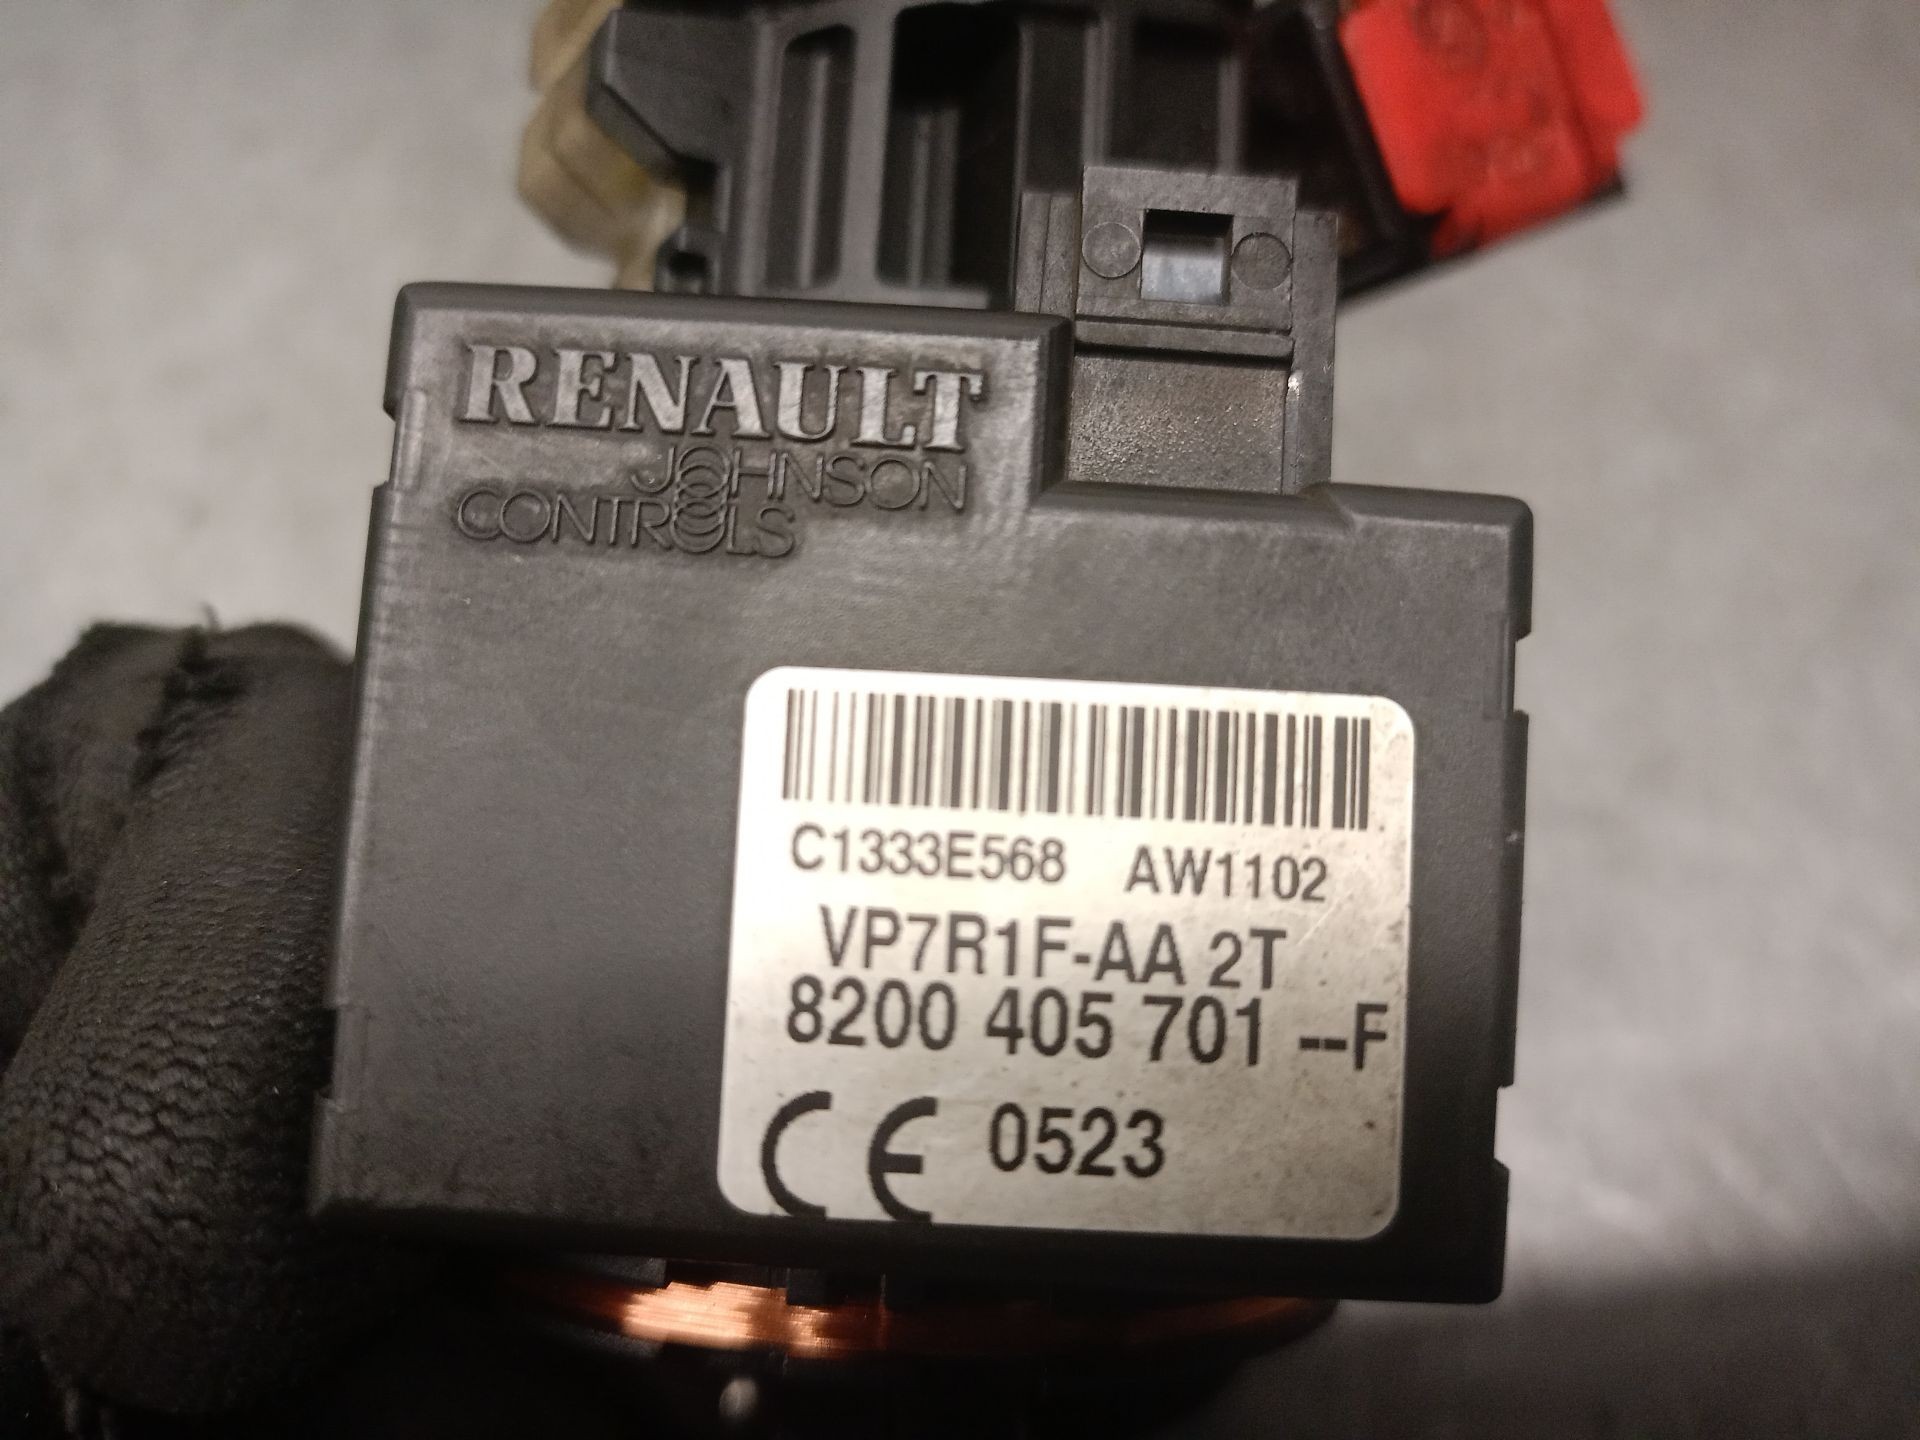 RENAULT
JOHNSON
CONTROLS
C1333E568 AW1102
VP7R1F-AA 2T
8200 405 701 --F
CE 0523